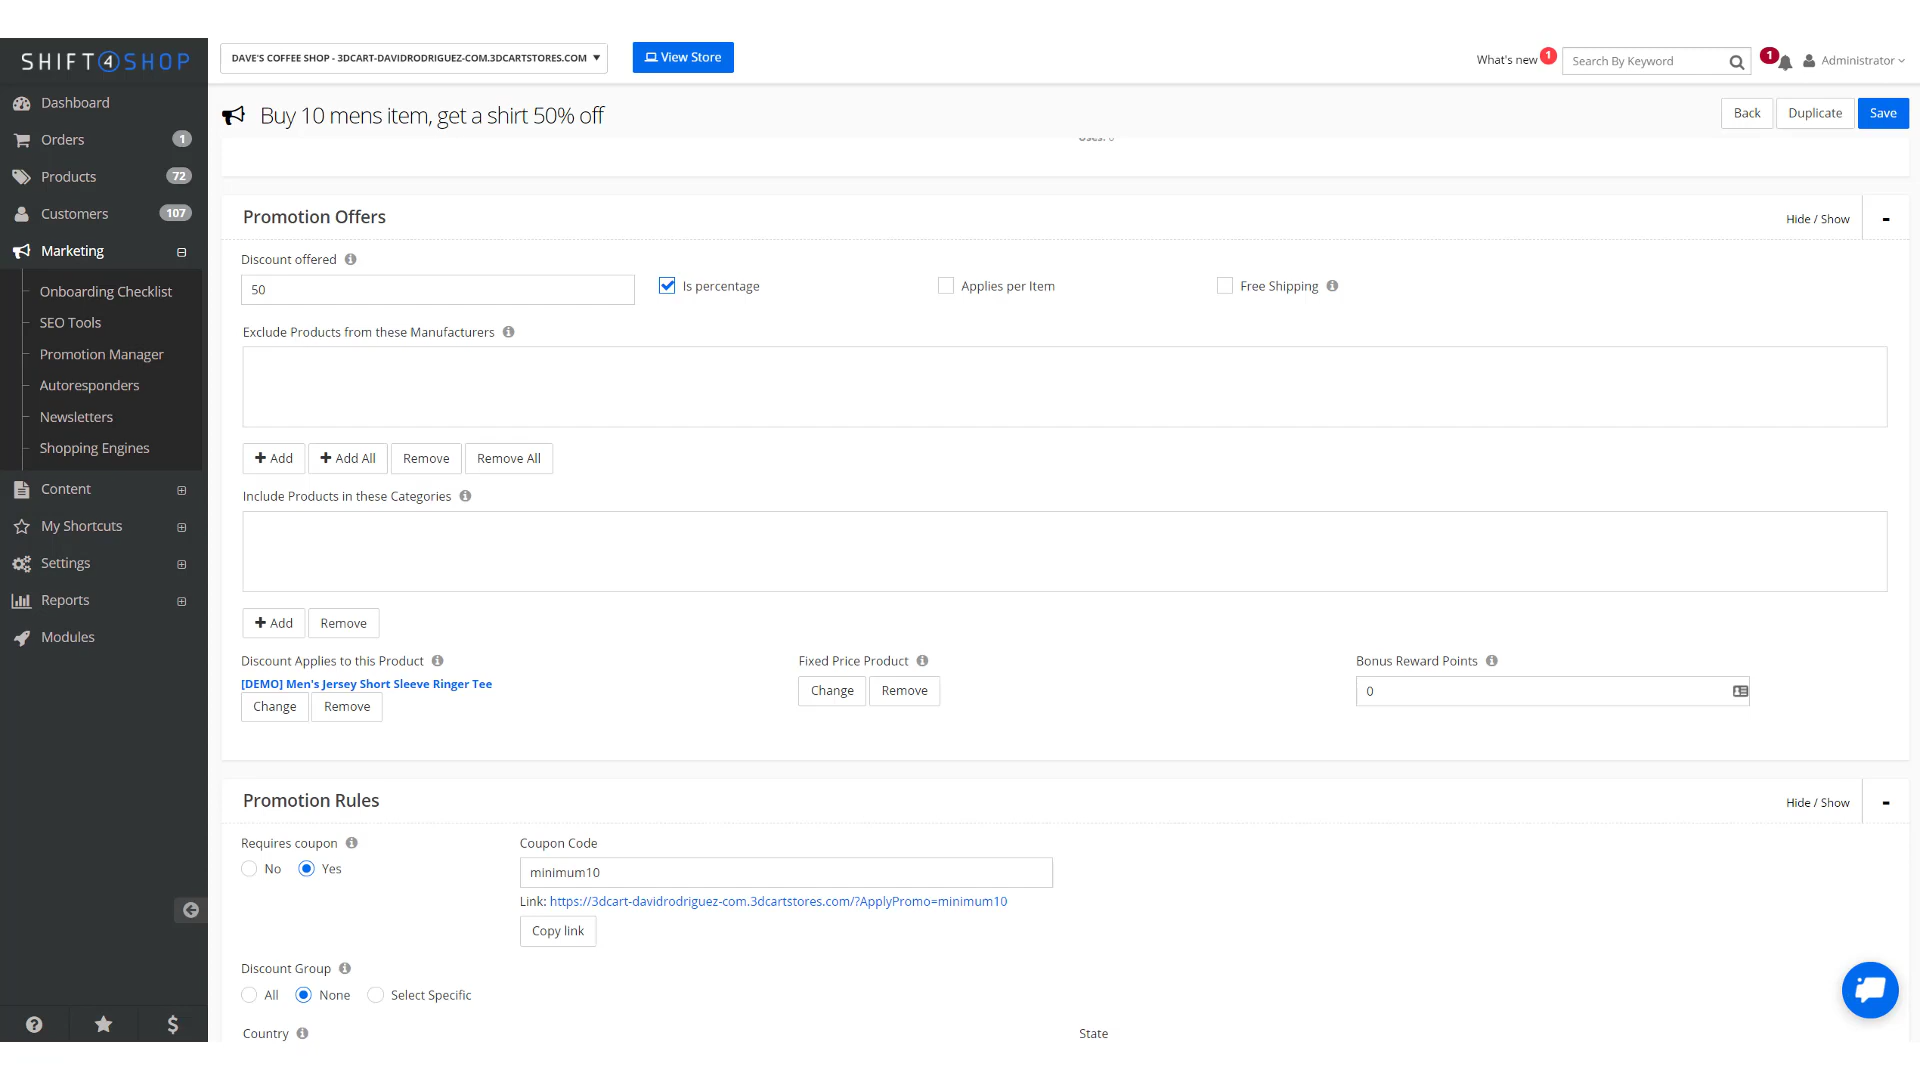 SHIFT4SHOP
DAVE'S COFFEE SHOP - 3DCART-DAVIDRODRIGUEZ-COM.3DCARTSTORES.COM
View Store
What's new 1
Search By Keyword
1
Administrator
Dashboard
Orders 1
Products 72
Customers 107
Marketing
Onboarding Checklist
SEO Tools
Promotion Manager
Autoresponders
Newsletters
Shopping Engines
Content
My Shortcuts
Settings
Reports
Modules
Buy 10 mens item, get a shirt 50% off
Back Duplicate Save
Uses: 0
Promotion Offers
Hide / Show
Discount offered
50
Is percentage
Applies per Item
Free Shipping
Exclude Products from these Manufacturers
Add Add All Remove Remove All
Include Products in these Categories
Add Remove
Discount Applies to this Product
[DEMO] Men's Jersey Short Sleeve Ringer Tee
Change Remove
Fixed Price Product
Change Remove
Bonus Reward Points
0
Promotion Rules
Hide / Show
Requires coupon
No Yes
Coupon Code
minimum10
Link: https://3dcart-davidrodriguez-com.3dcartstores.com/?ApplyPromo=minimum10
Copy link
Discount Group
All None Select Specific
Country
State